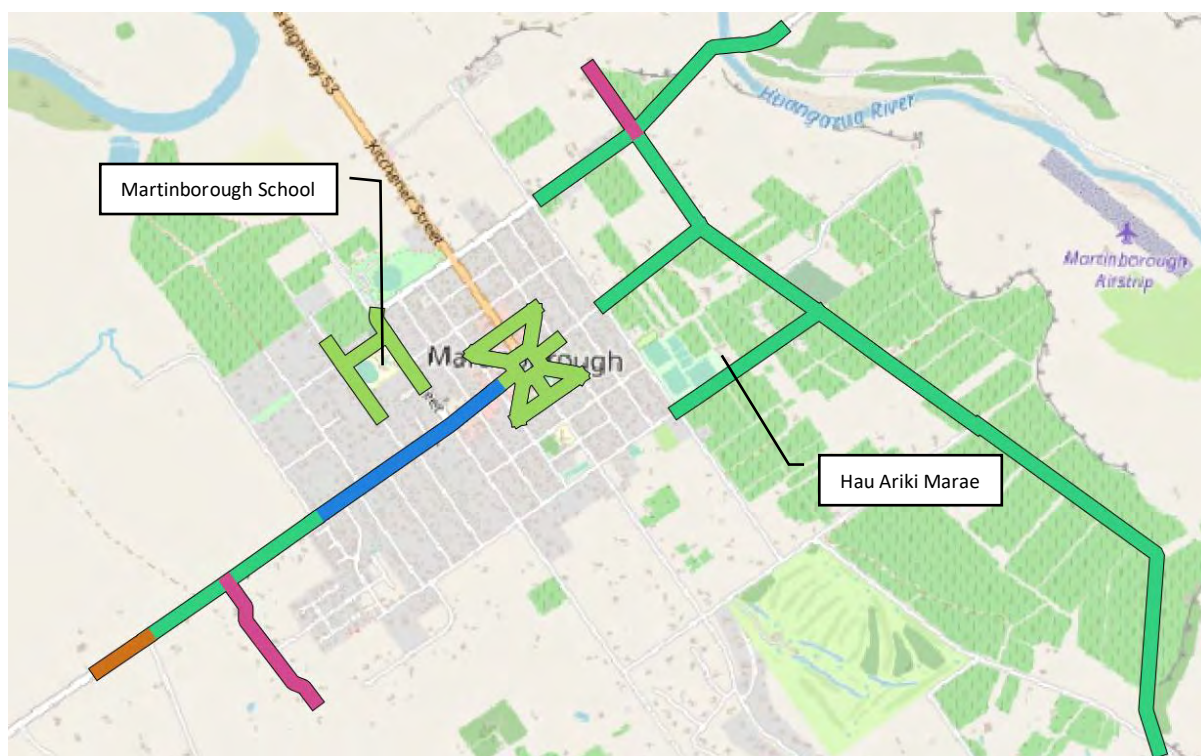 Highway 53
Kitchener Street
Huangarua River
Martinborough School
Martinborough
Airstrip
Hau Ariki Marae